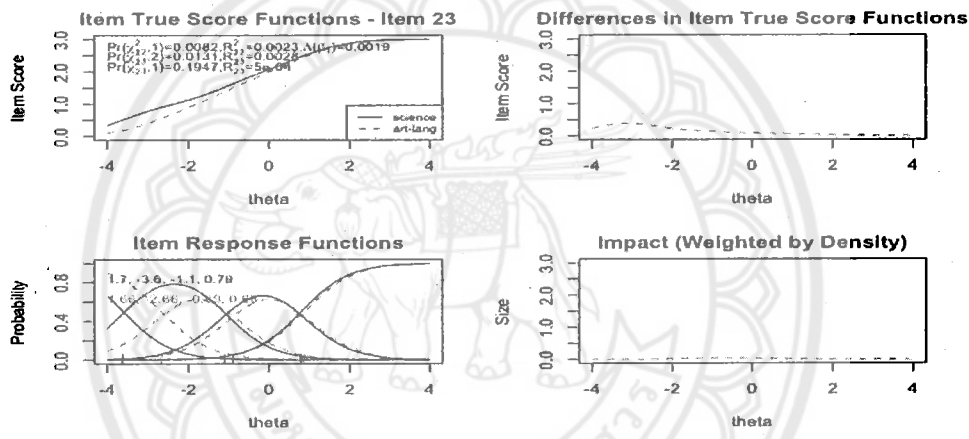 Item True Score Functions - Item 23
Item Score
3.0
2.0
1.0
0.0
science
art-lang
-4 -2 0 2 4
theta
Differences in Item True Score Functions
Item Score
3.0
2.0
1.0
0.0
-4 -2 0 2 4
theta
Item Response Functions
Probability
0.8
0.4
0.0
1.7, -3.6, -1.1, 0.79
-4 -2 0 2 4
theta
Impact (Weighted by Density)
Size
3.0
2.0
1.0
0.0
-4 -2 0 2 4
theta